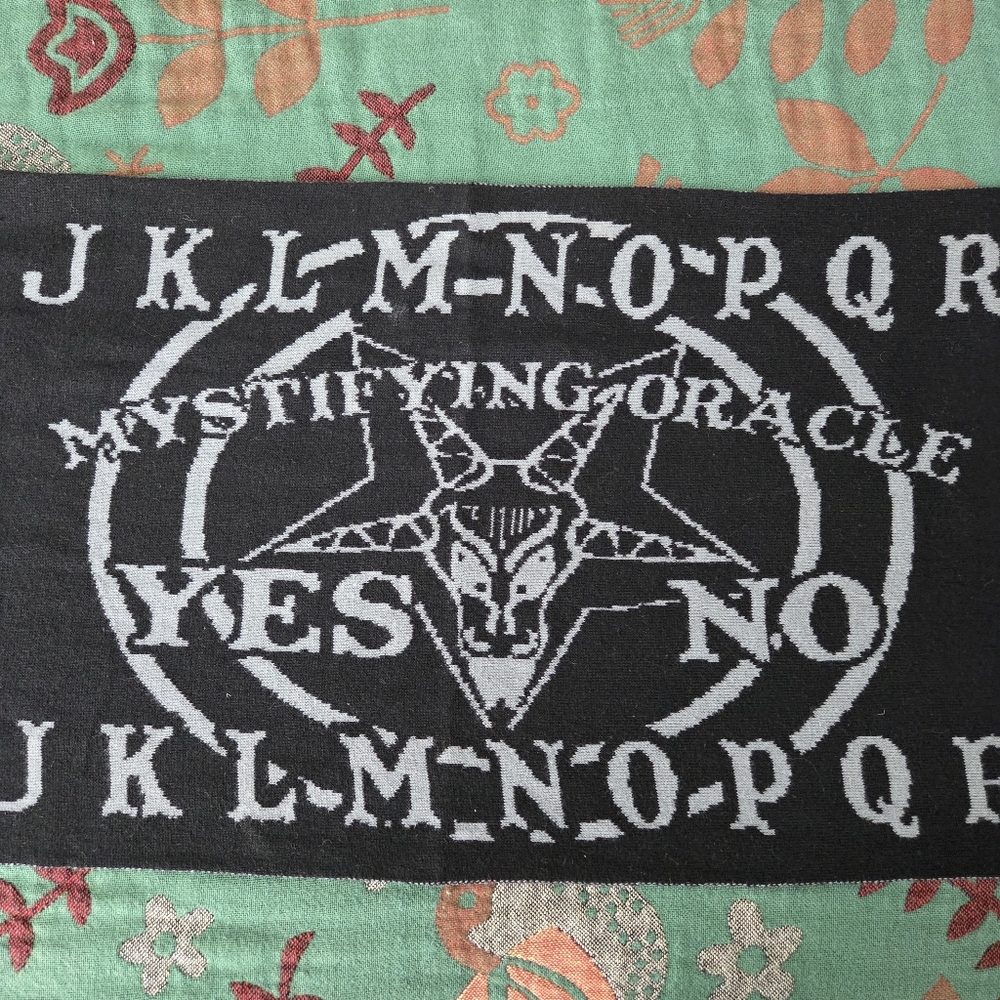 J K L M N O P Q R
MYSTIFYING ORACLE
YES NO
J K L M N O P Q R